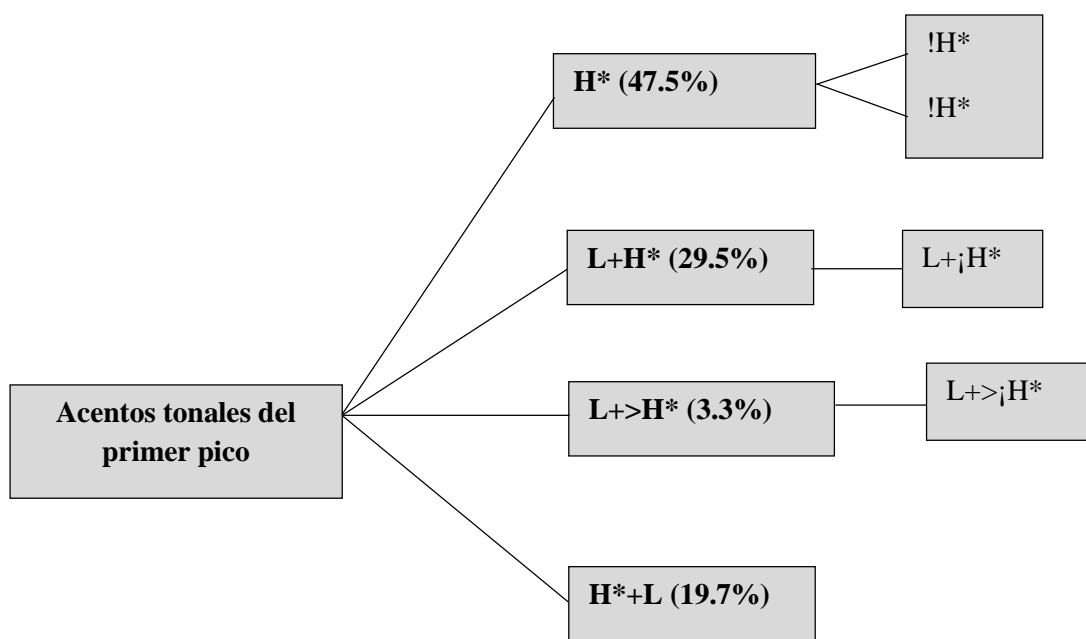 !H*
H* (47.5%)
!H*
L+H* (29.5%)
L+¡H*
L+>H* (3.3%)
L+>¡H*
Acentos tonales del
primer pico
H*+L (19.7%)